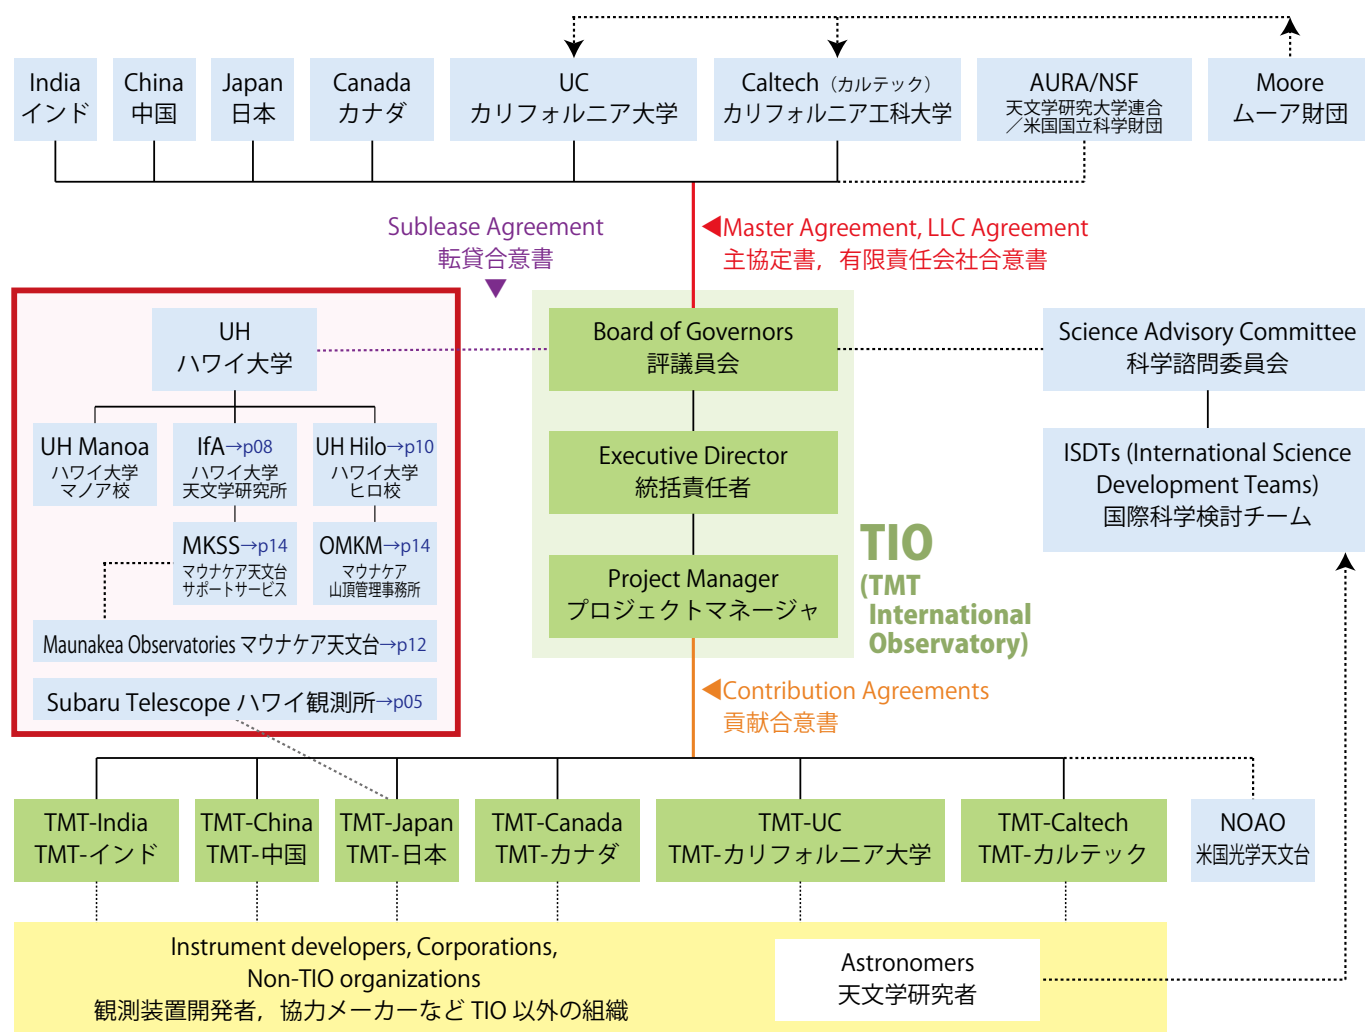 India
インド
China
中国
Japan
日本
Canada
カナダ
UC
カリフォルニア大学
Caltech（カルテック）
カリフォルニア工科大学
AURA/NSF
天文学研究大学連合
／米国国立科学財団
Moore
ムーア財団
Sublease Agreement
転貸合意書
Master Agreement, LLC Agreement
主協定書，有限責任会社合意書
UH
ハワイ大学
UH Manoa
ハワイ大学
マノア校
IfA→p08
ハワイ大学
天文学研究所
UH Hilo→p10
ハワイ大学
ヒロ校
MKSS→p14
マウナケア天文台
サポートサービス
OMKM→p14
マウナケア
山頂管理事務所
Maunakea Observatories マウナケア天文台→p12
Subaru Telescope ハワイ観測所→p05
Board of Governors
評議員会
Executive Director
統括責任者
Project Manager
プロジェクトマネージャ
TIO
(TMT
International
Observatory)
Science Advisory Committee
科学諮問委員会
ISDTs (International Science
Development Teams)
国際科学検討チーム
Contribution Agreements
貢献合意書
TMT-India
TMT-インド
TMT-China
TMT-中国
TMT-Japan
TMT-日本
TMT-Canada
TMT-カナダ
TMT-UC
TMT-カリフォルニア大学
TMT-Caltech
TMT-カルテック
NOAO
米国光学天文台
Instrument developers, Corporations,
Non-TIO organizations
観測装置開発者，協力メーカーなど TIO 以外の組織
Astronomers
天文学研究者